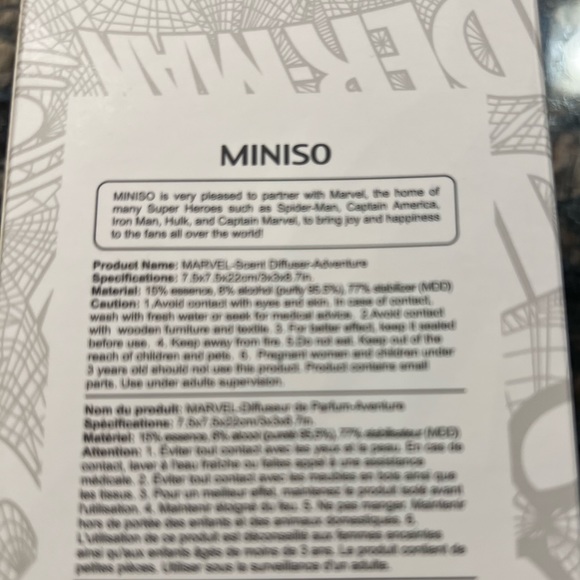 DER-MAN
MINISO
MINISO is very pleased to partner with Marvel, the home of
many Super Heroes such as Spider-Man, Captain America,
Iron Man, Hulk, and Captain Marvel, to bring joy and happiness
to the fans all over the world!
Product Name: MARVEL-Scent Diffuser-Adventure
Specifications: 7.5x7.5x22cm/3x3x8.7in
Material: 15% essence, 8% alcohol (purity 95.5%), 77% stabilizer (MDD)
Caution: 1.Avoid contact with eyes and skin. In case of contact,
wash with fresh water or seek for medical advice. 2.Avoid contact
with wooden furniture and textile. 3. For better effect, keep it sealed
before use. 4. Keep away from fire. 5.Do not eat. Keep out of the
reach of children and pets. 6. Pregnant women and children under
3 years old should not use this product. Product contains small
parts. Use under adults supervision.
Nom du produit: MARVEL-Diffuseur de Parfum-Aventure
Spécifications: 7.5x7.5x22cm/3x3x8.7in
Matériel: 15% essence, 8% alcool 77% stabilisateur (MDD)
Attention: 1. Éviter tout contact avec les yeux et la peau. En cas de
contact, laver à l'eau fraîche ou faites appel à une assistance
médicale. 2. Éviter tout contact avec les meubles en bois ainsi que
les tissus. 3. Pour un meilleur effet, maintenez le produit scellé avant
l'utilisation. 4. Maintenir éloigné du feu. 5. Ne pas manger. Maintenir
hors de portée des enfants et des animaux domestiques. 6.
L'utilisation de ce produit est déconseillé aux femmes enceintes
ainsi qu'aux enfants âgés de moins de 3 ans. Le produit contient de
petites pièces. Utiliser sous la surveillance d'un adulte.